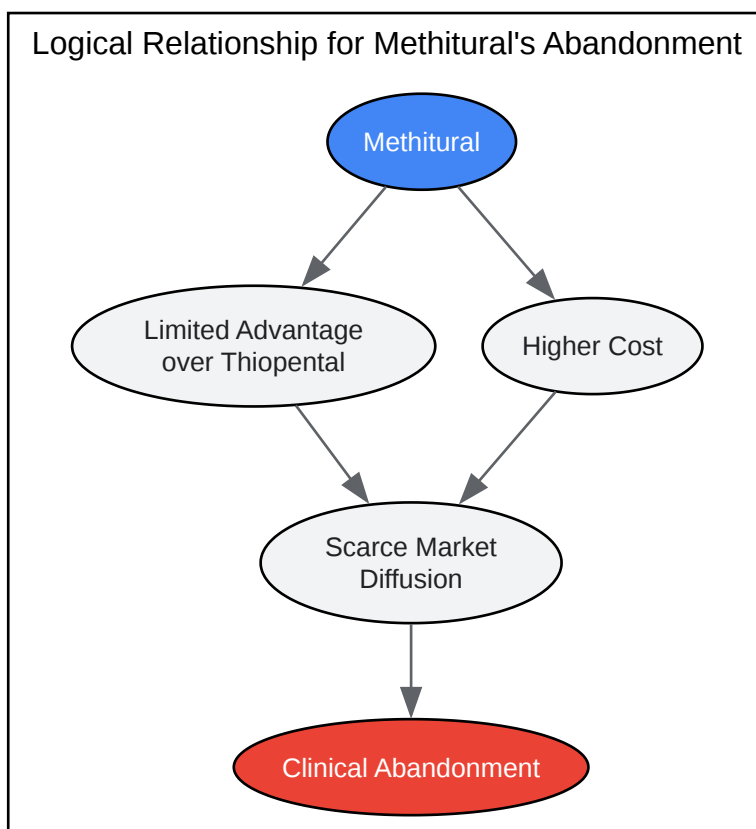 Logical Relationship for Methitural's Abandonment
Methitural
Limited Advantage
over Thiopental
Higher Cost
Scarce Market
Diffusion
Clinical Abandonment